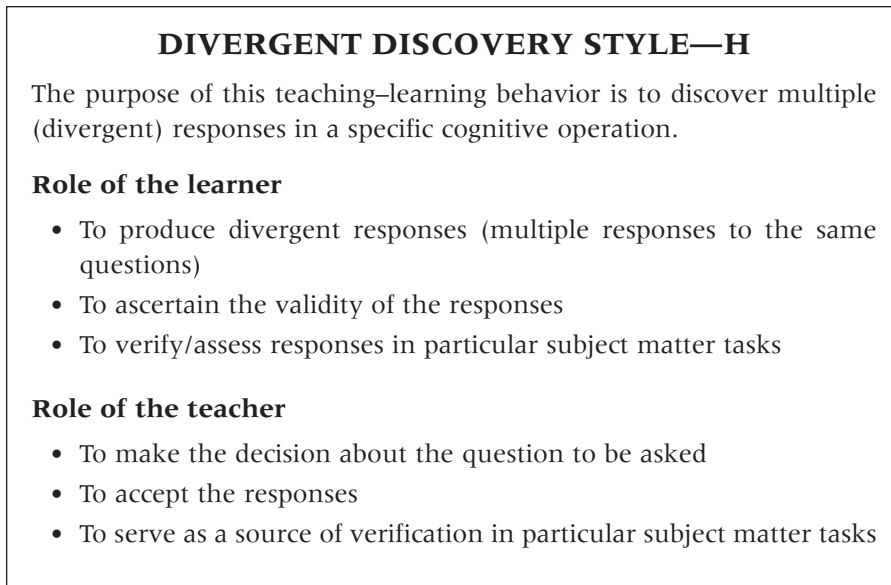 DIVERGENT DISCOVERY STYLE—H
The purpose of this teaching–learning behavior is to discover multiple
(divergent) responses in a specific cognitive operation.
Role of the learner
• To produce divergent responses (multiple responses to the same
questions)
• To ascertain the validity of the responses
• To verify/assess responses in particular subject matter tasks
Role of the teacher
• To make the decision about the question to be asked
• To accept the responses
• To serve as a source of verification in particular subject matter tasks